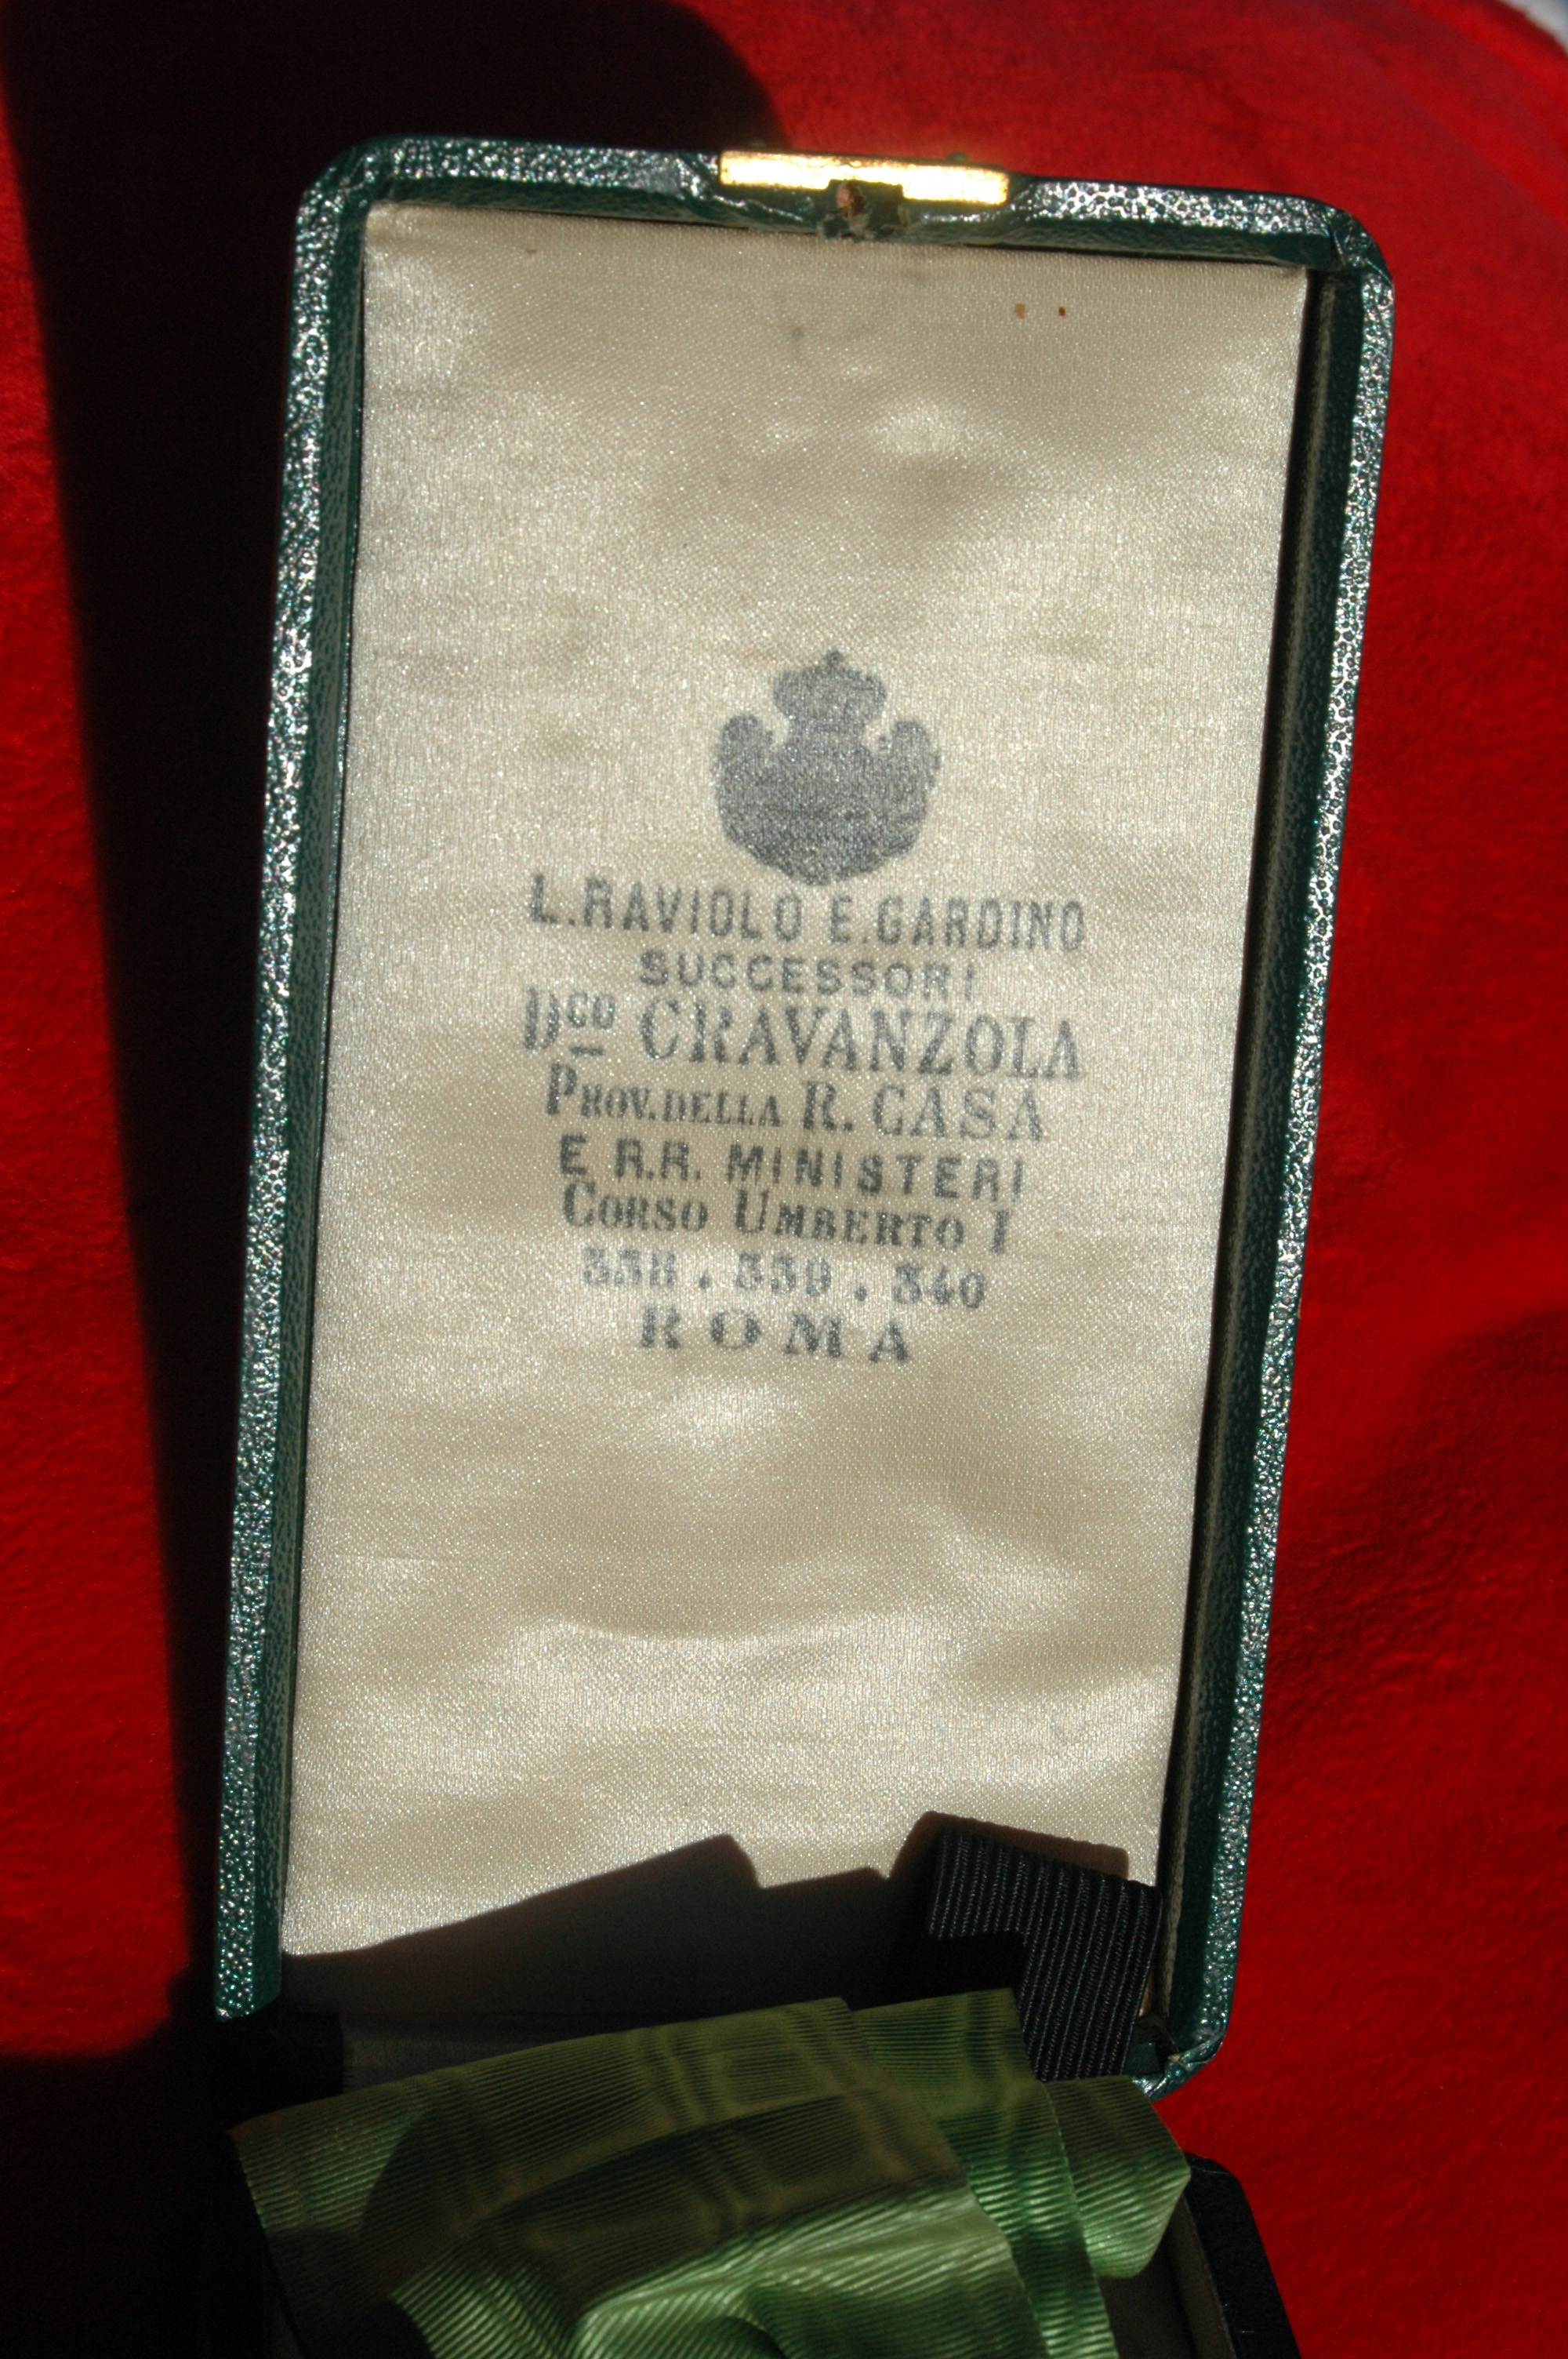 L. RAVIOLO E. GARDINO
SUCCESSORI
Dco CRAVANZOLA
PROV. DELLA R. CASA
E R.R. MINISTERI
CORSO UMBERTO I
338 . 339 . 340
ROMA